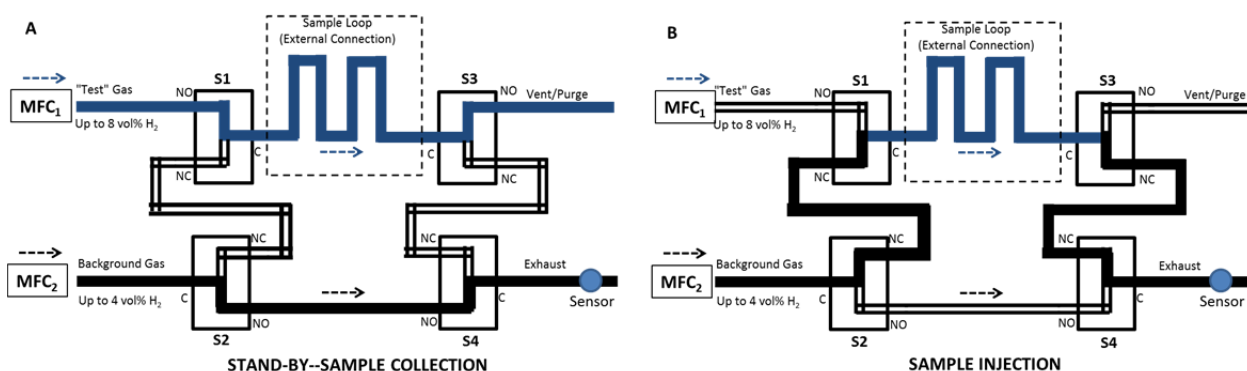 A
Sample Loop
(External Connection)
S1
S3
"Test" Gas
NO
NO
Vent/Purge
MFC₁
Up to 8 vol% H₂
C
C
NC
NC
NC
NC
Background Gas
Exhaust
MFC₂
Up to 4 vol% H₂
C
C
Sensor
NO
NO
S2
S4
STAND-BY--SAMPLE COLLECTION
B
Sample Loop
(External Connection)
S1
S3
"Test" Gas
NO
NO
Vent/Purge
MFC₁
Up to 8 vol% H₂
C
C
NC
NC
NC
NC
Background Gas
Exhaust
MFC₂
Up to 4 vol% H₂
C
C
Sensor
NO
NO
S2
S4
SAMPLE INJECTION